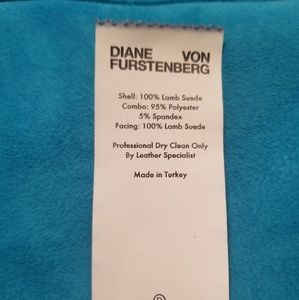 DIANE VON
FURSTENBERG
Shell: 100% Lamb Suede
Combo: 95% Polyester
5% Spandex
Facing: 100% Lamb Suede
Professional Dry Clean Only
By Leather Specialist
Made in Turkey